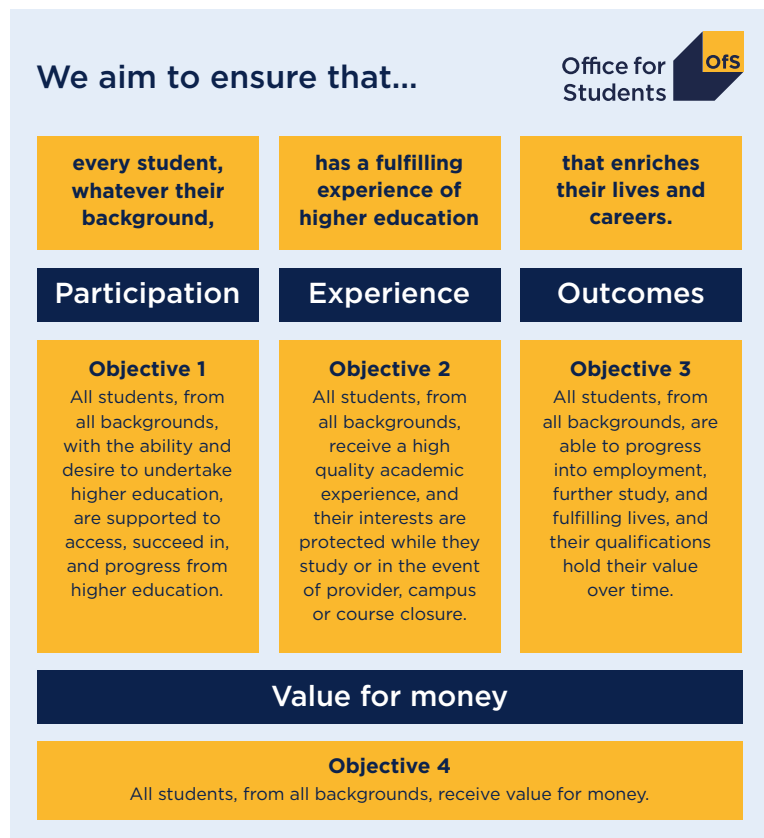 We aim to ensure that...
Office for
Students
OfS
every student,
whatever their
background,
has a fulfilling
experience of
higher education
that enriches
their lives and
careers.
Participation
Experience
Outcomes
Objective 1
All students, from
all backgrounds,
with the ability and
desire to undertake
higher education,
are supported to
access, succeed in,
and progress from
higher education.
Objective 2
All students, from
all backgrounds,
receive a high
quality academic
experience, and
their interests are
protected while they
study or in the event
of provider, campus
or course closure.
Objective 3
All students, from
all backgrounds, are
able to progress
into employment,
further study, and
fulfilling lives, and
their qualifications
hold their value
over time.
Value for money
Objective 4
All students, from all backgrounds, receive value for money.